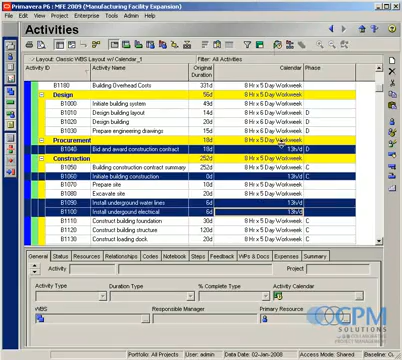 Primavera P6 : MFE 2009 (Manufacturing Facility Expansion)
File Edit View Project Enterprise Tools Admin Help
Activities
Layout: Classic WBS Layout w/ Calendar_1 Filter: All Activities
Activity ID Activity Name Original Duration Calendar Phase
B1180 Building Overhead Costs 331d 8 Hr x 5 Day Workweek
Design 56d 8 Hr x 5 Day Workweek
B1000 Initiate building system 49d 8 Hr x 5 Day Workweek D
B1010 Design building layout 14d 8 Hr x 5 Day Workweek D
B1020 Design building 20d 8 Hr x 5 Day Workweek D
B1030 Prepare engineering drawings 15d 8 Hr x 5 Day Workweek D
Procurement 18d 8 Hr x 5 Day Workweek
B1040 Bid and award construction contract 18d 13h/d D
Construction 252d 8 Hr x 5 Day Workweek
B1050 Building construction contract summary 252d 8 Hr x 5 Day Workweek C
B1060 Initiate building construction 0d 13h/d C
B1070 Prepare site 10d 8 Hr x 5 Day Workweek C
B1080 Excavate site 20d 8 Hr x 5 Day Workweek C
B1090 Install underground water lines 6d 13h/d C
B1100 Install underground electrical 6d 13h/d C
B1110 Construct building foundation 30d 8 Hr x 5 Day Workweek C
B1120 Construct building structure 120d 8 Hr x 5 Day Workweek C
B1130 Construct loading dock 20d 8 Hr x 5 Day Workweek C
General Status Resources Relationships Codes Notebook Steps Feedback WPs & Docs Expenses Summary
Activity Project
Activity Type Duration Type % Complete Type Activity Calendar
WBS Responsible Manager Primary Resource
CPM
SOLUTIONS
PROJECT MANAGEMENT
Portfolio: All Projects User: admin Data Date: 02-Jan-2008 Access Mode: Shared Baseline: Cu